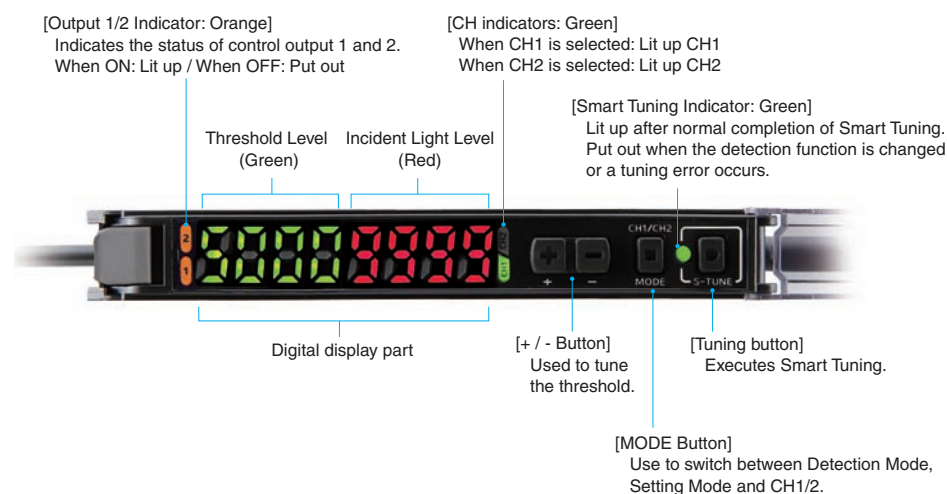 [Output 1/2 Indicator: Orange]
Indicates the status of control output 1 and 2.
When ON: Lit up / When OFF: Put out
[CH indicators: Green]
When CH1 is selected: Lit up CH1
When CH2 is selected: Lit up CH2
[Smart Tuning Indicator: Green]
Lit up after normal completion of Smart Tuning.
Put out when the detection function is changed
or a tuning error occurs.
Threshold Level
(Green)
Incident Light Level
(Red)
2
1
CH2
CH1
+
-
+
-
CH1/CH2
MODE
S-TUNE
Digital display part
[+ / - Button]
Used to tune
the threshold.
[Tuning button]
Executes Smart Tuning.
[MODE Button]
Use to switch between Detection Mode,
Setting Mode and CH1/2.